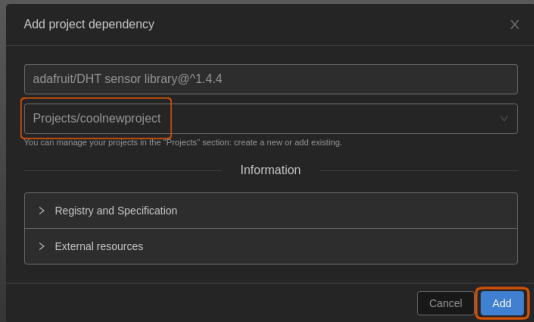 Add project dependency
adafruit/DHT sensor library@^1.4.4
Projects/coolnewproject
You can manage your projects in the "Projects" section: create a new or add existing.
Information
Registry and Specification
External resources
Cancel
Add